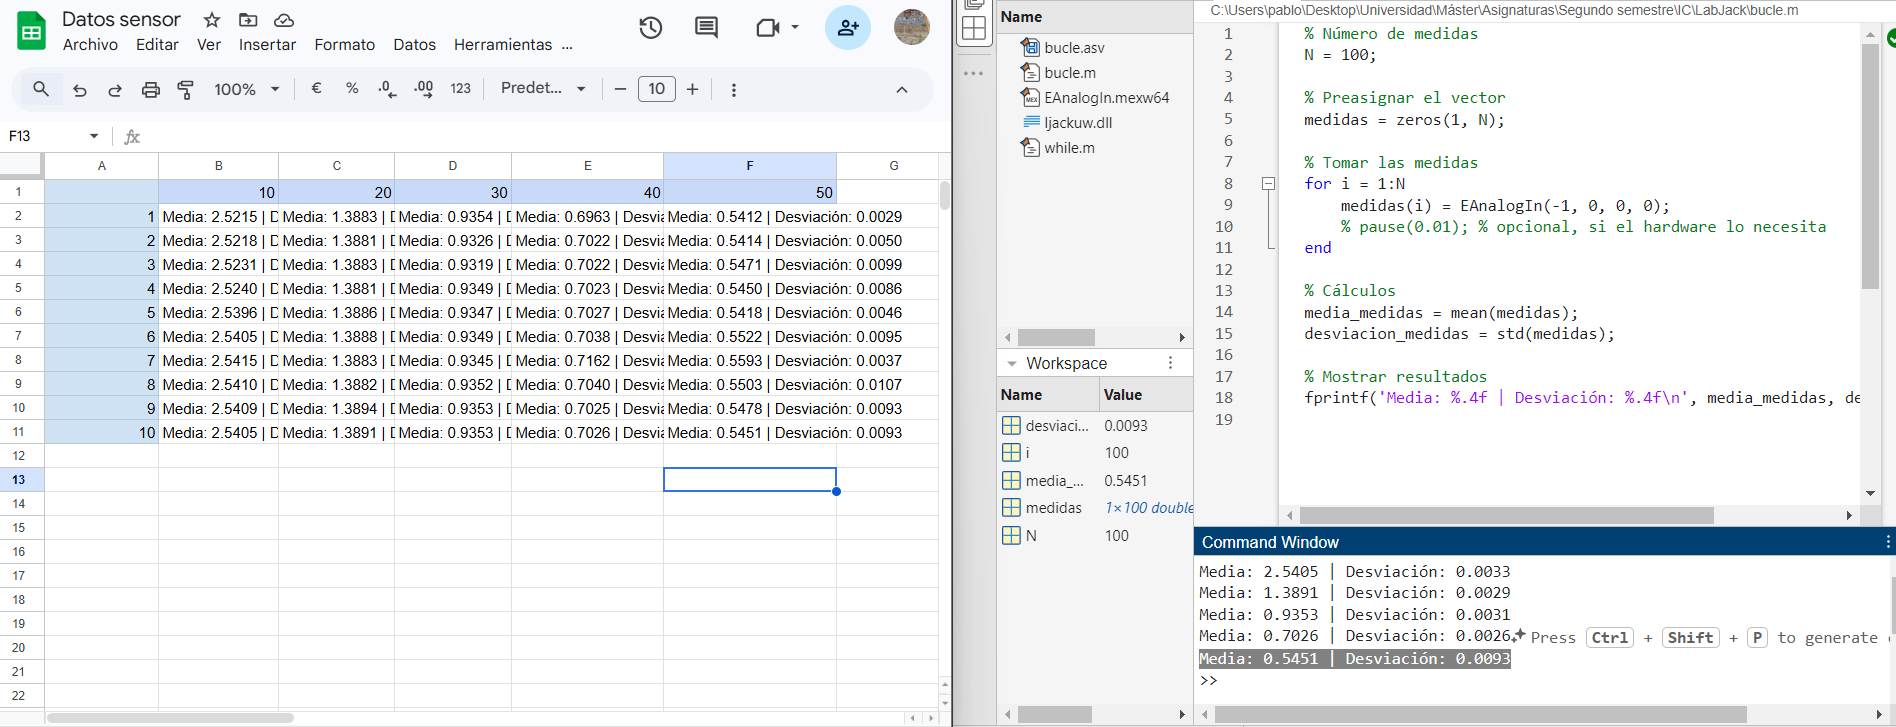 Datos sensor
Archivo Editar Ver Insertar Formato Datos Herramientas ...
100% € % .0 .00 123 Predet... − 10 +
F13 fx
A B C D E F G
1 10 20 30 40 50
2 1 Media: 2.5215 | D Media: 1.3883 | D Media: 0.9354 | D Media: 0.6963 | Desvia Media: 0.5412 | Desviación: 0.0029
3 2 Media: 2.5218 | D Media: 1.3881 | D Media: 0.9326 | D Media: 0.7022 | Desvia Media: 0.5414 | Desviación: 0.0050
4 3 Media: 2.5231 | D Media: 1.3883 | D Media: 0.9319 | D Media: 0.7022 | Desvia Media: 0.5471 | Desviación: 0.0099
5 4 Media: 2.5240 | D Media: 1.3881 | D Media: 0.9349 | D Media: 0.7023 | Desvia Media: 0.5450 | Desviación: 0.0086
6 5 Media: 2.5396 | D Media: 1.3886 | D Media: 0.9347 | D Media: 0.7027 | Desvia Media: 0.5418 | Desviación: 0.0046
7 6 Media: 2.5405 | D Media: 1.3888 | D Media: 0.9349 | D Media: 0.7038 | Desvia Media: 0.5522 | Desviación: 0.0095
8 7 Media: 2.5415 | D Media: 1.3883 | D Media: 0.9345 | D Media: 0.7162 | Desvia Media: 0.5593 | Desviación: 0.0037
9 8 Media: 2.5410 | D Media: 1.3882 | D Media: 0.9352 | D Media: 0.7040 | Desvia Media: 0.5503 | Desviación: 0.0107
10 9 Media: 2.5409 | D Media: 1.3894 | D Media: 0.9353 | D Media: 0.7025 | Desvia Media: 0.5478 | Desviación: 0.0093
11 10 Media: 2.5405 | D Media: 1.3891 | D Media: 0.9353 | D Media: 0.7026 | Desvia Media: 0.5451 | Desviación: 0.0093
12
13
14
15
16
17
18
19
20
21
22
Name
bucle.asv
bucle.m
EAnalogIn.mexw64
ljackuw.dll
while.m
Workspace
Name Value
desviaci... 0.0093
i 100
media_... 0.5451
medidas 1×100 double
N 100
C:\Users\pablo\Desktop\Universidad\Máster\Asignaturas\Segundo semestre\IC\LabJack\bucle.m
1 % Número de medidas
2 N = 100;
3
4 % Preasignar el vector
5 medidas = zeros(1, N);
6
7 % Tomar las medidas
8 for i = 1:N
9 medidas(i) = EAnalogIn(-1, 0, 0, 0);
10 % pause(0.01); % opcional, si el hardware lo necesita
11 end
12
13 % Cálculos
14 media_medidas = mean(medidas);
15 desviacion_medidas = std(medidas);
16
17 % Mostrar resultados
18 fprintf('Media: %.4f | Desviación: %.4f\n', media_medidas, de
19
Command Window
Media: 2.5405 | Desviación: 0.0033
Media: 1.3891 | Desviación: 0.0029
Media: 0.9353 | Desviación: 0.0031
Media: 0.7026 | Desviación: 0.0026 Press Ctrl + Shift + P to generate
Media: 0.5451 | Desviación: 0.0093
>>